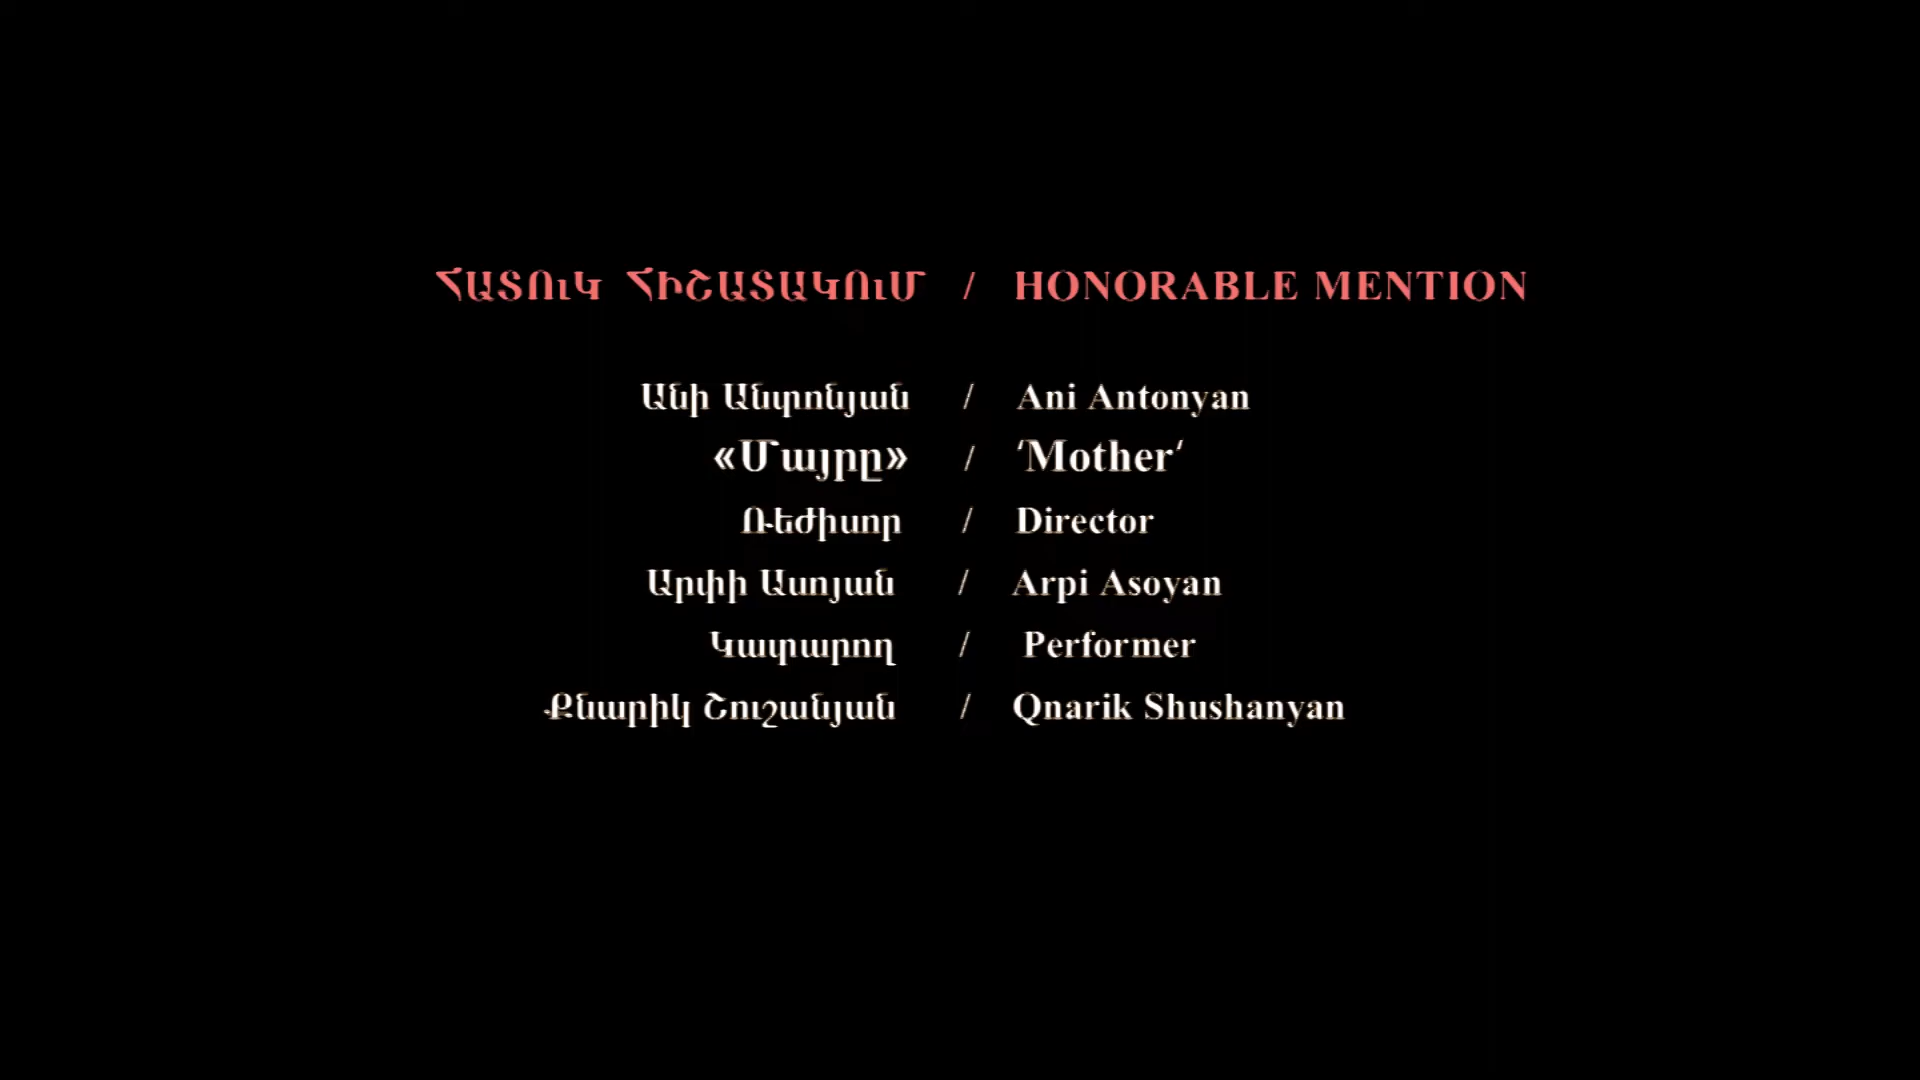 ՀԱՏՈւԿ ՀԻՇԱՏԱԿՈւՄ / HONORABLE MENTION
Անի Անտոնյան / Ani Antonyan
«Մայրը» / ‘Mother‘
Ռեժիսոր / Director
Արփի Ասոյան / Arpi Asoyan
Կատարող / Performer
Քնարիկ Շուշանյան / Qnarik Shushanyan